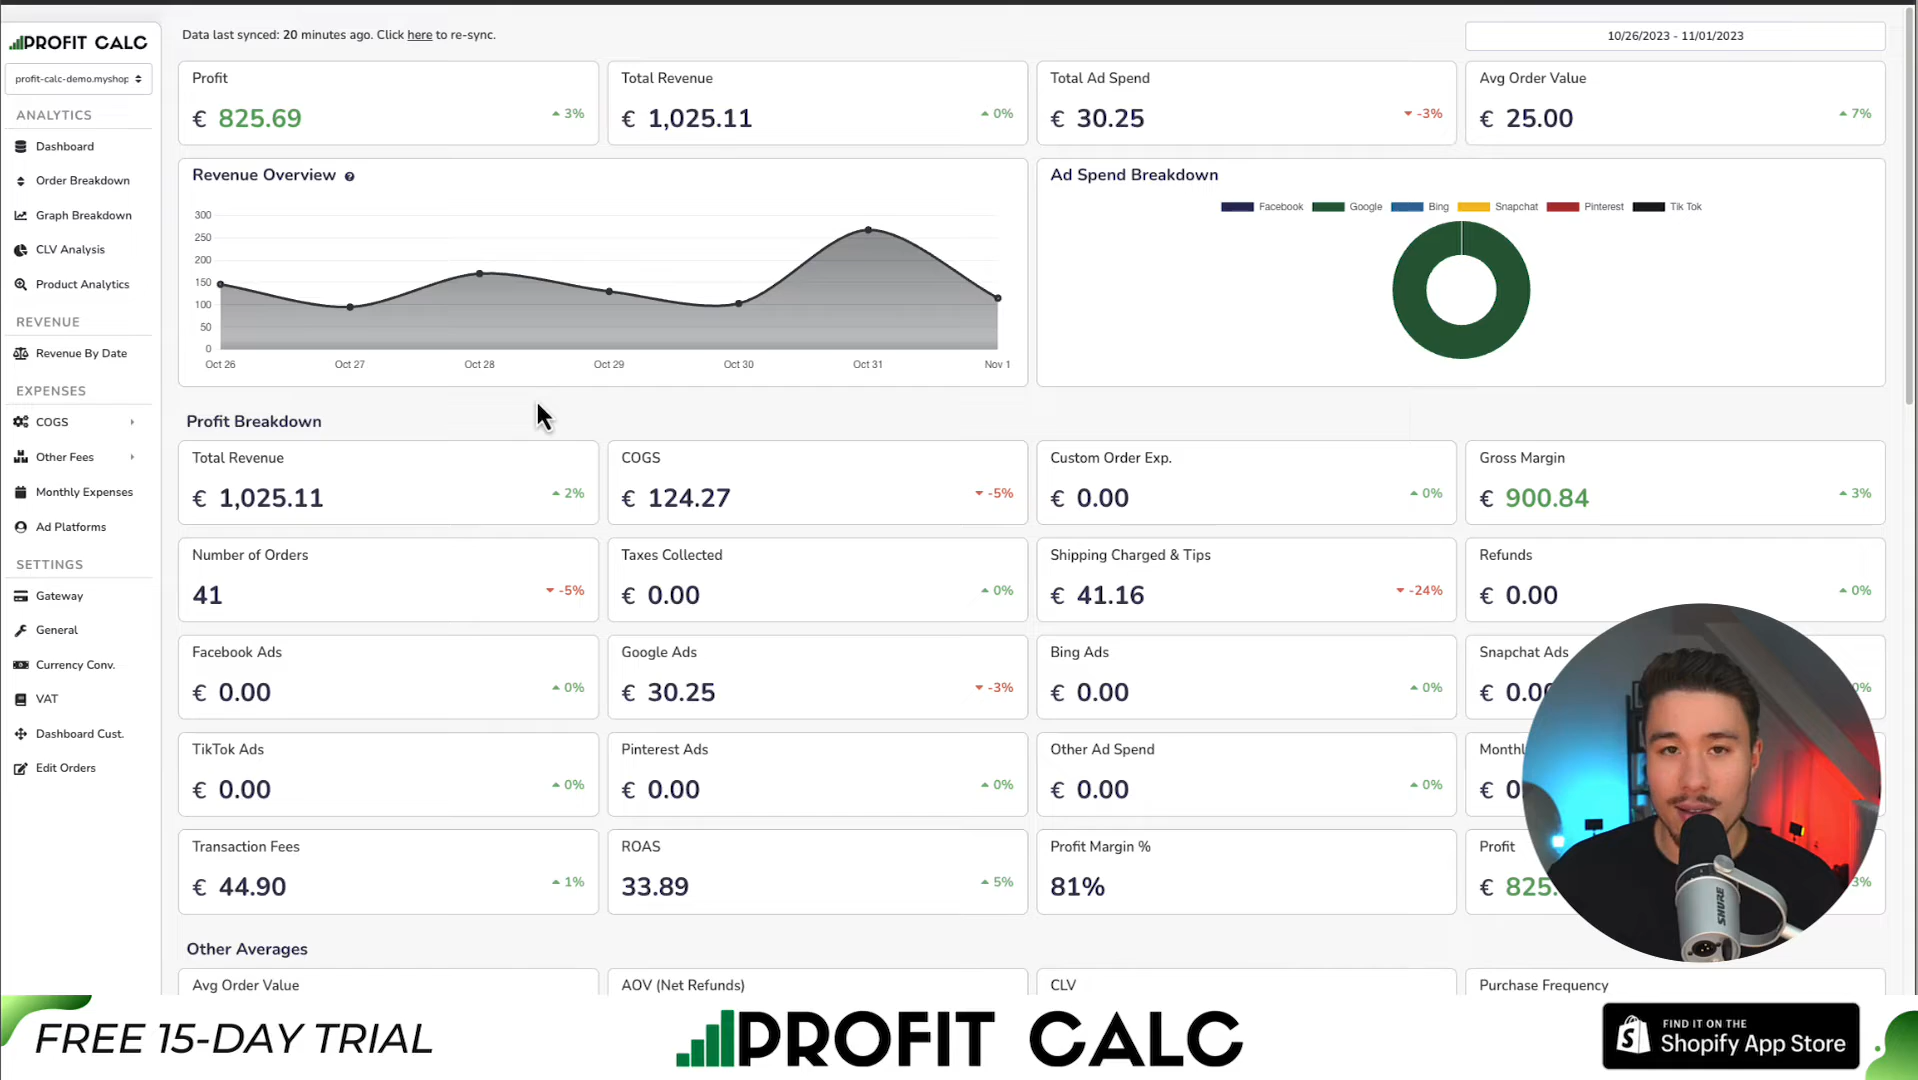 PROFIT CALC
Data last synced: 20 minutes ago. Click here to re-sync.
10/26/2023 - 11/01/2023
profit-calc-demo.myshop
ANALYTICS
Dashboard
Order Breakdown
Graph Breakdown
CLV Analysis
Product Analytics
REVENUE
Revenue By Date
EXPENSES
COGS
Other Fees
Monthly Expenses
Ad Platforms
SETTINGS
Gateway
General
Currency Conv.
VAT
Dashboard Cust.
Edit Orders
Profit
€ 825.69
3%
Total Revenue
€ 1,025.11
0%
Total Ad Spend
€ 30.25
-3%
Avg Order Value
€ 25.00
7%
Revenue Overview
300
250
200
150
100
50
0
Oct 26 Oct 27 Oct 28 Oct 29 Oct 30 Oct 31 Nov 1
Ad Spend Breakdown
Facebook Google Bing Snapchat Pinterest Tik Tok
Profit Breakdown
Total Revenue
€ 1,025.11
2%
COGS
€ 124.27
-5%
Custom Order Exp.
€ 0.00
0%
Gross Margin
€ 900.84
3%
Number of Orders
41
-5%
Taxes Collected
€ 0.00
0%
Shipping Charged & Tips
€ 41.16
-24%
Refunds
€ 0.00
0%
Facebook Ads
€ 0.00
0%
Google Ads
€ 30.25
-3%
Bing Ads
€ 0.00
0%
Snapchat Ads
€ 0.00
0%
TikTok Ads
€ 0.00
0%
Pinterest Ads
€ 0.00
0%
Other Ad Spend
€ 0.00
0%
Monthl
€ 0
Transaction Fees
€ 44.90
1%
ROAS
33.89
5%
Profit Margin %
81%
Profit
€ 825.
3%
Other Averages
Avg Order Value
AOV (Net Refunds)
CLV
Purchase Frequency
SHURE
FREE 15-DAY TRIAL
PROFIT CALC
FIND IT ON THE
Shopify App Store